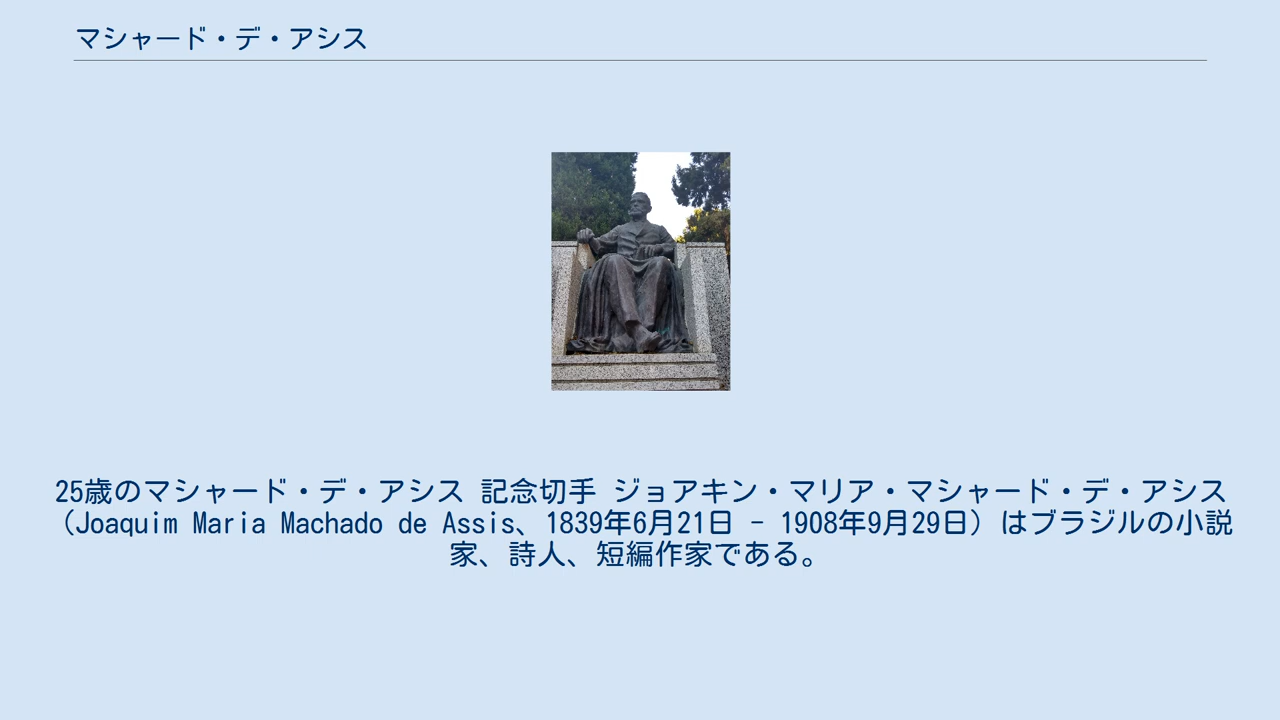 マシャード・デ・アシス
25歳のマシャード・デ・アシス 記念切手 ジョアキン・マリア・マシャード・デ・アシス
（Joaquim Maria Machado de Assis、1839年6月21日 - 1908年9月29日）はブラジルの小説
家、詩人、短編作家である。